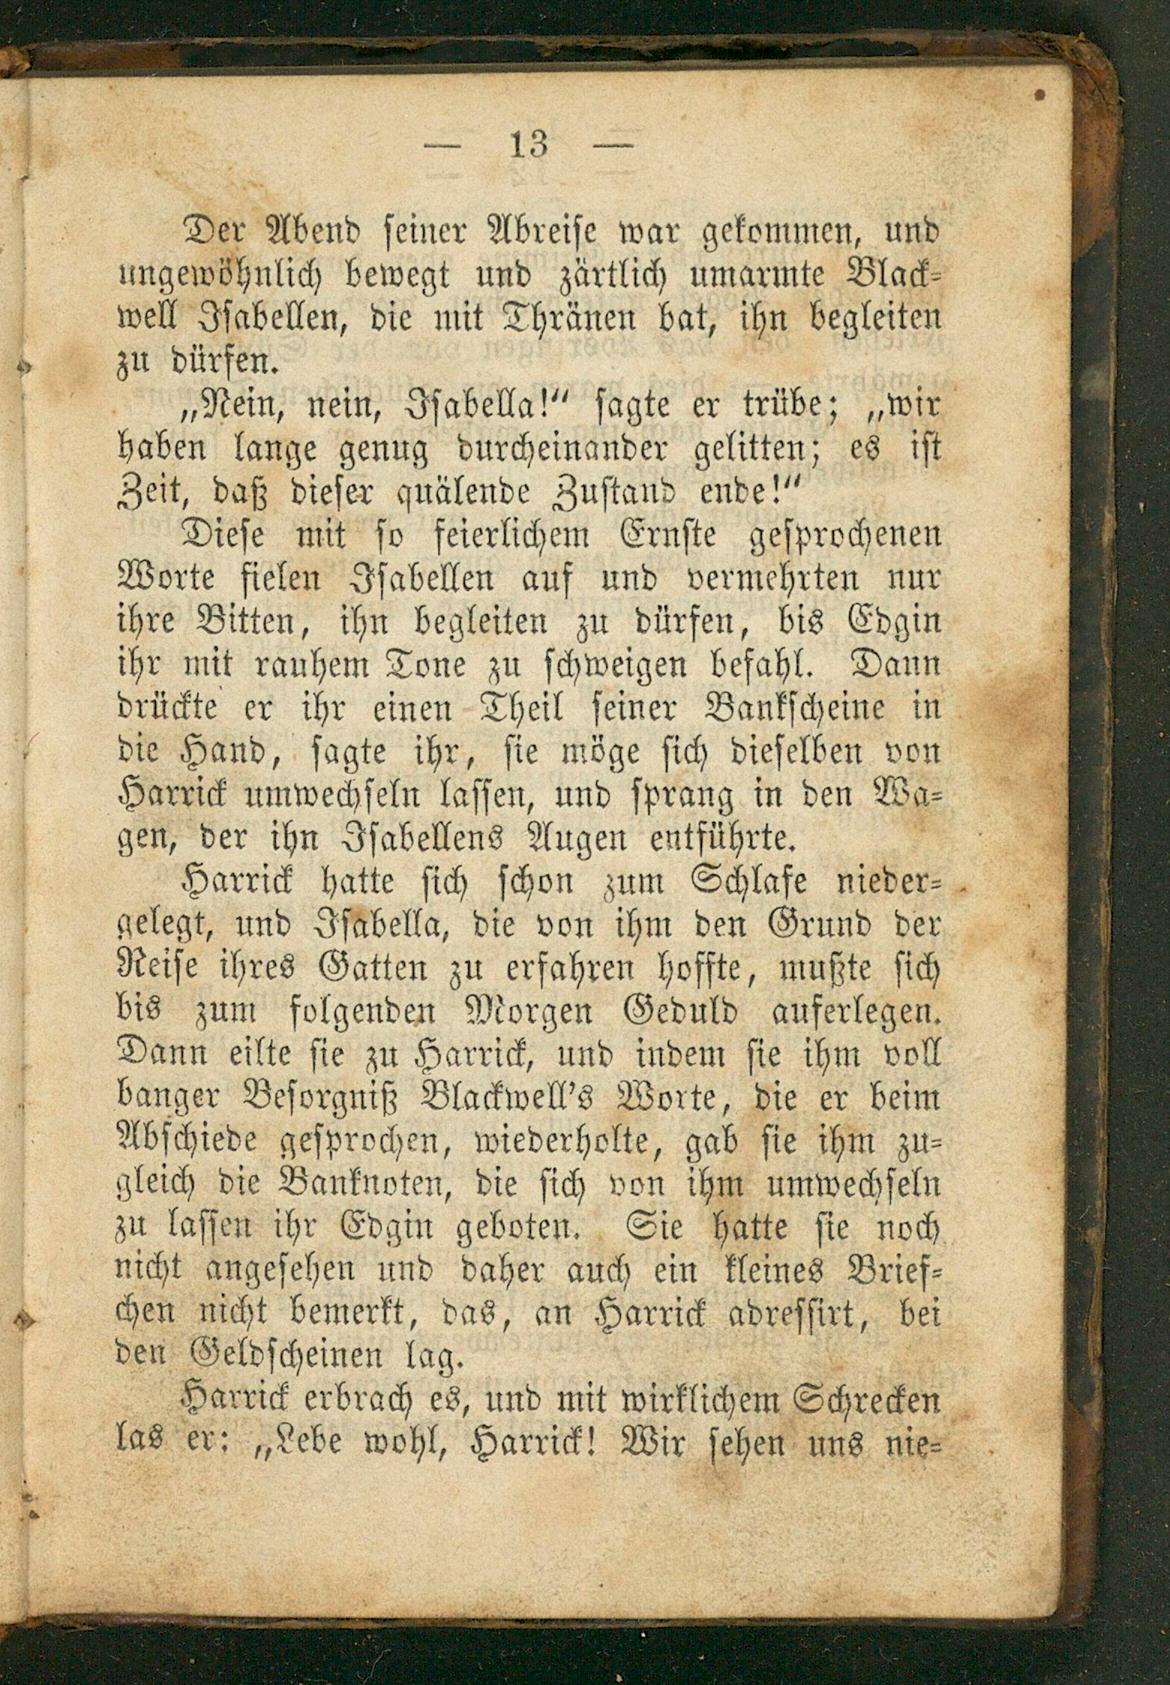 — 13 —
Der Abend seiner Abreise war gekommen, und
ungewöhnlich bewegt und zärtlich umarmte Black-
well Isabellen, die mit Thränen bat, ihn begleiten
zu dürfen.
„Nein, nein, Isabella!“ sagte er trübe; „wir
haben lange genug durcheinander gelitten; es ist
Zeit, daß dieser quälende Zustand ende!“
Diese mit so feierlichem Ernste gesprochenen
Worte fielen Isabellen auf und vermehrten nur
ihre Bitten, ihn begleiten zu dürfen, bis Edgin
ihr mit rauhem Tone zu schweigen befahl. Dann
drückte er ihr einen Theil seiner Bankscheine in
die Hand, sagte ihr, sie möge sich dieselben von
Harrick umwechseln lassen, und sprang in den Wa-
gen, der ihn Isabellens Augen entführte.
Harrick hatte sich schon zum Schlafe nieder-
gelegt, und Isabella, die von ihm den Grund der
Reise ihres Gatten zu erfahren hoffte, mußte sich
bis zum folgenden Morgen Geduld auferlegen.
Dann eilte sie zu Harrick, und indem sie ihm voll
banger Besorgniß Blackwell's Worte, die er beim
Abschiede gesprochen, wiederholte, gab sie ihm zu-
gleich die Banknoten, die sich von ihm umwechseln
zu lassen ihr Edgin geboten. Sie hatte sie noch
nicht angesehen und daher auch ein kleines Brief-
chen nicht bemerkt, das, an Harrick adressirt, bei
den Geldscheinen lag.
Harrick erbrach es, und mit wirklichem Schrecken
las er: „Lebe wohl, Harrick! Wir sehen uns nie-